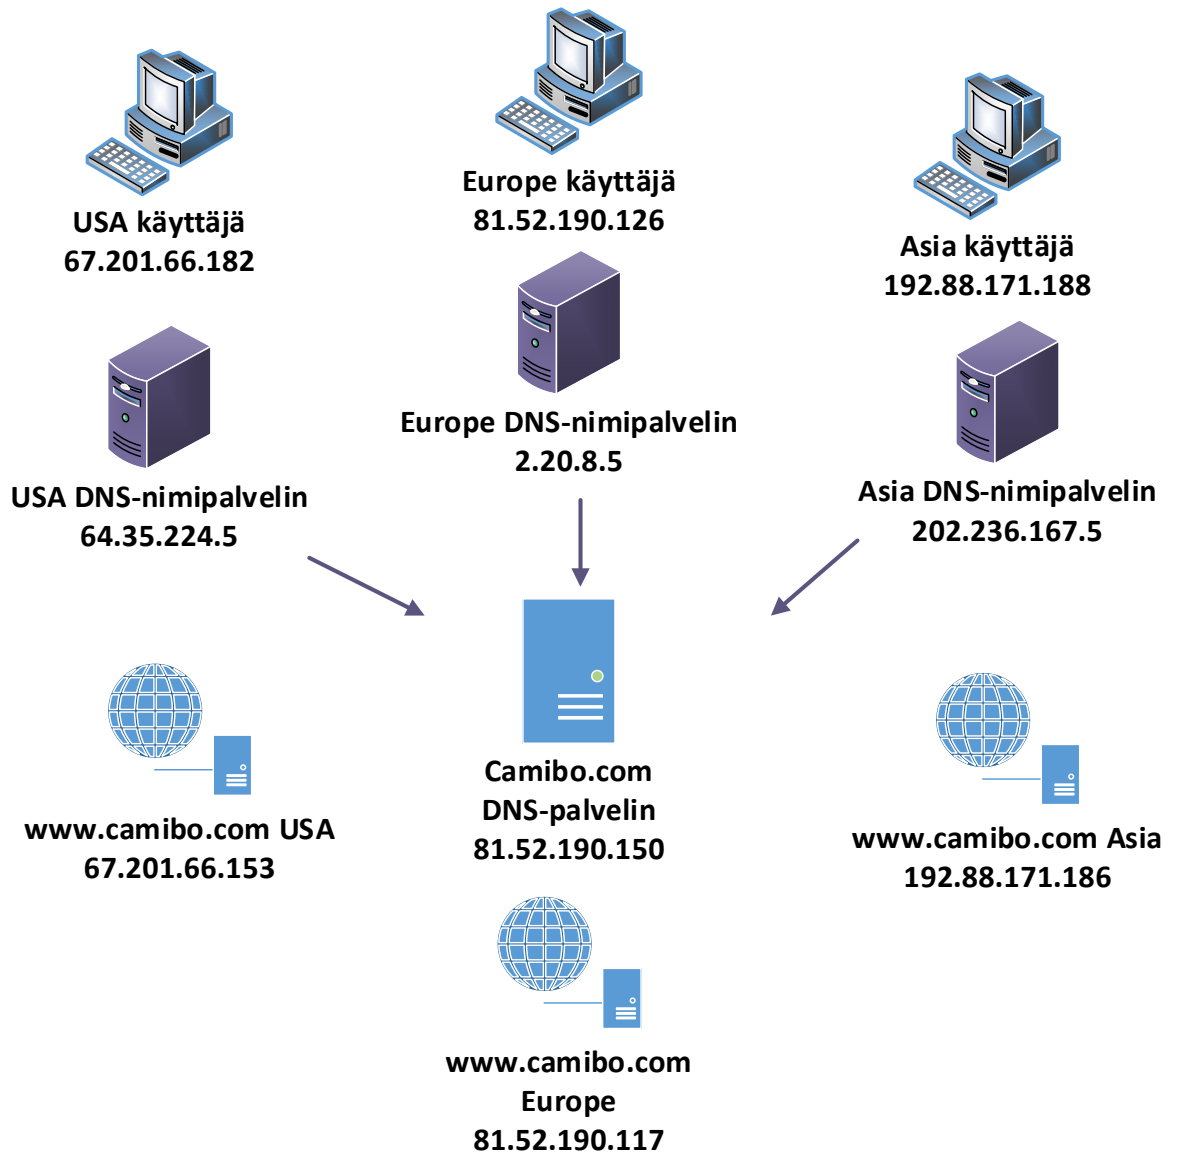 USA käyttäjä
67.201.66.182
Europe käyttäjä
81.52.190.126
Asia käyttäjä
192.88.171.188
USA DNS-nimipalvelin
64.35.224.5
Europe DNS-nimipalvelin
2.20.8.5
Asia DNS-nimipalvelin
202.236.167.5
www.camibo.com USA
67.201.66.153
Camibo.com
DNS-palvelin
81.52.190.150
www.camibo.com Asia
192.88.171.186
www.camibo.com
Europe
81.52.190.117